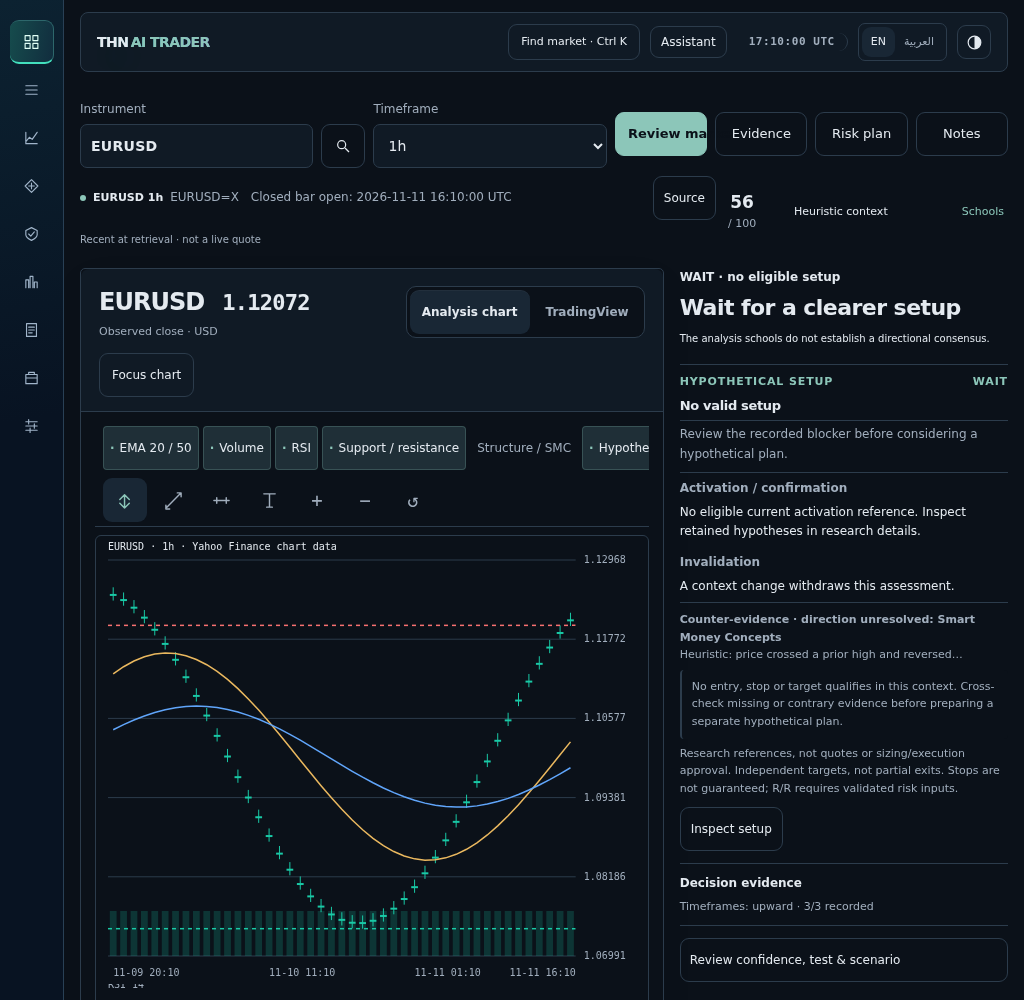 THN AI TRADER
Find market · Ctrl K
Assistant
17:10:00 UTC
EN
العربية
Instrument
Timeframe
EURUSD
1h
Review ma
Evidence
Risk plan
Notes
EURUSD 1h EURUSD=X Closed bar open: 2026-11-11 16:10:00 UTC
Source
56
/ 100
Heuristic context
Schools
Recent at retrieval · not a live quote
EURUSD 1.12072
Observed close · USD
Analysis chart
TradingView
Focus chart
· EMA 20 / 50
· Volume
· RSI
· Support / resistance
Structure / SMC
· Hypothe
EURUSD · 1h · Yahoo Finance chart data
1.12968
1.11772
1.10577
1.09381
1.08186
1.06991
11-09 20:10
11-10 11:10
11-11 01:10
11-11 16:10
RSI 14
WAIT · no eligible setup
Wait for a clearer setup
The analysis schools do not establish a directional consensus.
HYPOTHETICAL SETUP
WAIT
No valid setup
Review the recorded blocker before considering a
hypothetical plan.
Activation / confirmation
No eligible current activation reference. Inspect
retained hypotheses in research details.
Invalidation
A context change withdraws this assessment.
Counter-evidence · direction unresolved: Smart
Money Concepts
Heuristic: price crossed a prior high and reversed…
No entry, stop or target qualifies in this context. Cross-
check missing or contrary evidence before preparing a
separate hypothetical plan.
Research references, not quotes or sizing/execution
approval. Independent targets, not partial exits. Stops are
not guaranteed; R/R requires validated risk inputs.
Inspect setup
Decision evidence
Timeframes: upward · 3/3 recorded
Review confidence, test & scenario